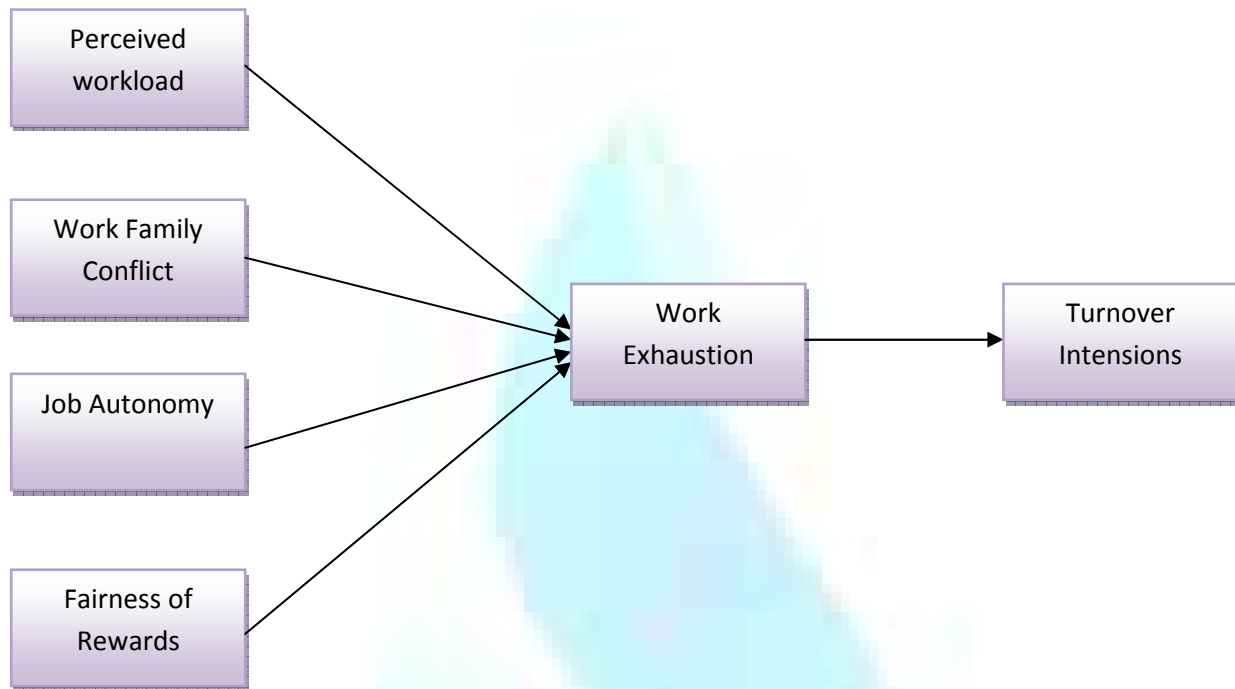 Perceived
workload
Work Family
Conflict
Job Autonomy
Fairness of
Rewards
Work
Exhaustion
Turnover
Intensions